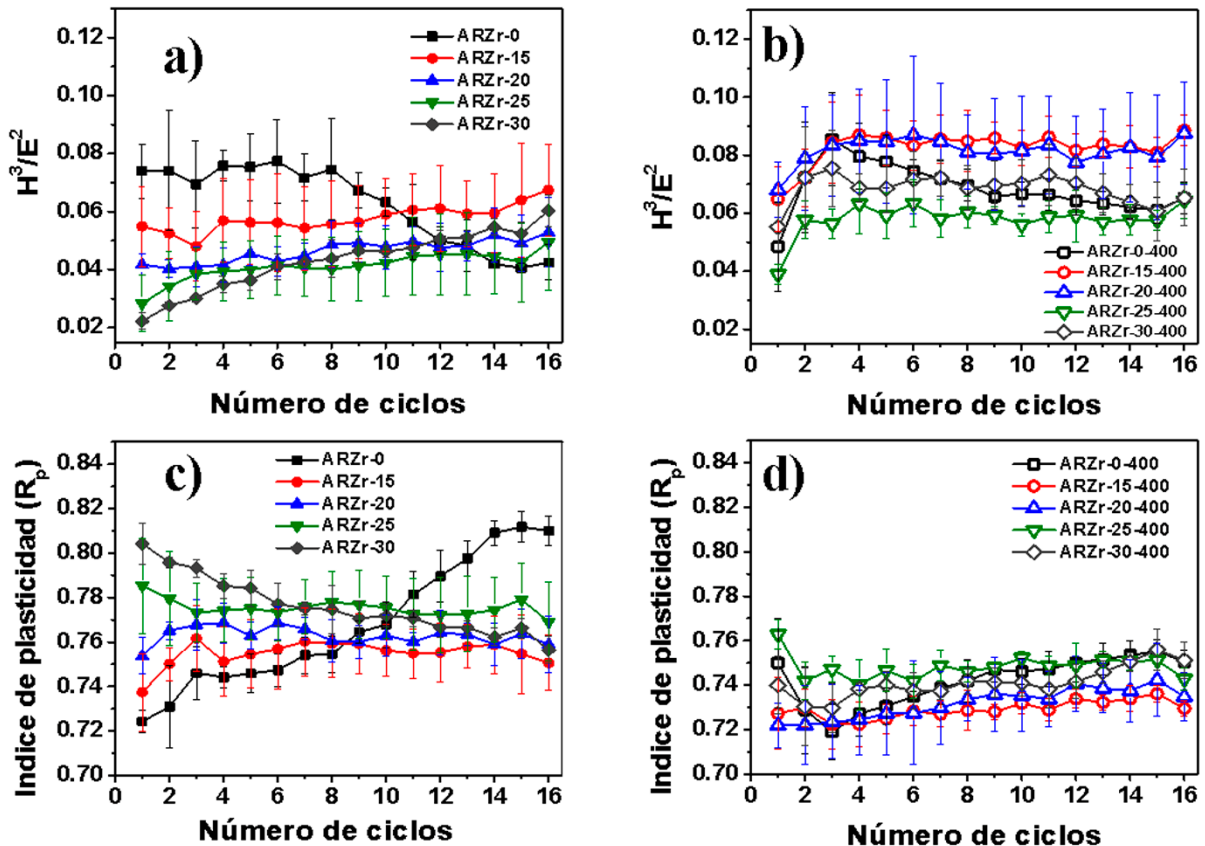 a)
H³/E²
0.12
0.10
0.08
0.06
0.04
0.02
ARZr-0
ARZr-15
ARZr-20
ARZr-25
ARZr-30
0 2 4 6 8 10 12 14 16
Número de ciclos
b)
H³/E²
0.12
0.10
0.08
0.06
0.04
0.02
ARZr-0-400
ARZr-15-400
ARZr-20-400
ARZr-25-400
ARZr-30-400
0 2 4 6 8 10 12 14 16
Número de ciclos
c)
Indice de plasticidad (Rp)
0.84
0.82
0.80
0.78
0.76
0.74
0.72
0.70
ARZr-0
ARZr-15
ARZr-20
ARZr-25
ARZr-30
0 2 4 6 8 10 12 14 16
Número de ciclos
d)
Indice de plasticidad (Rp)
0.84
0.82
0.80
0.78
0.76
0.74
0.72
0.70
ARZr-0-400
ARZr-15-400
ARZr-20-400
ARZr-25-400
ARZr-30-400
0 2 4 6 8 10 12 14 16
Número de ciclos